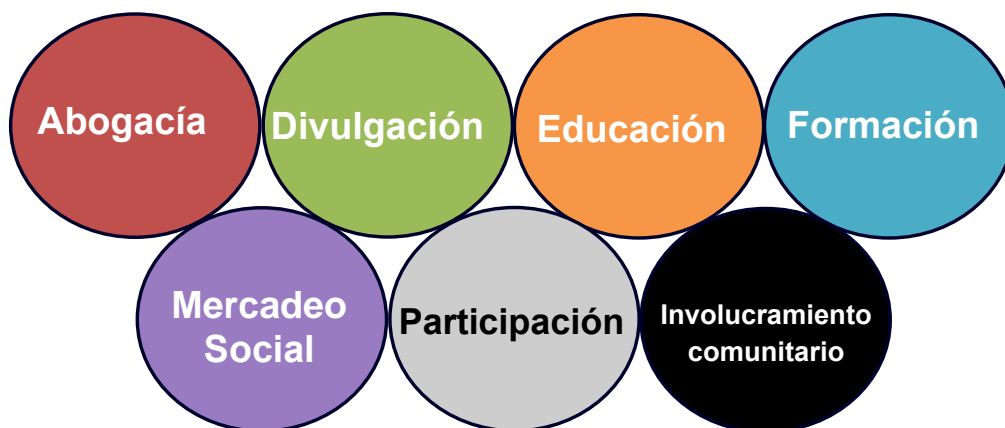 Abogacía
Divulgación
Educación
Formación
Mercadeo
Social
Participación
Involucramiento
comunitario